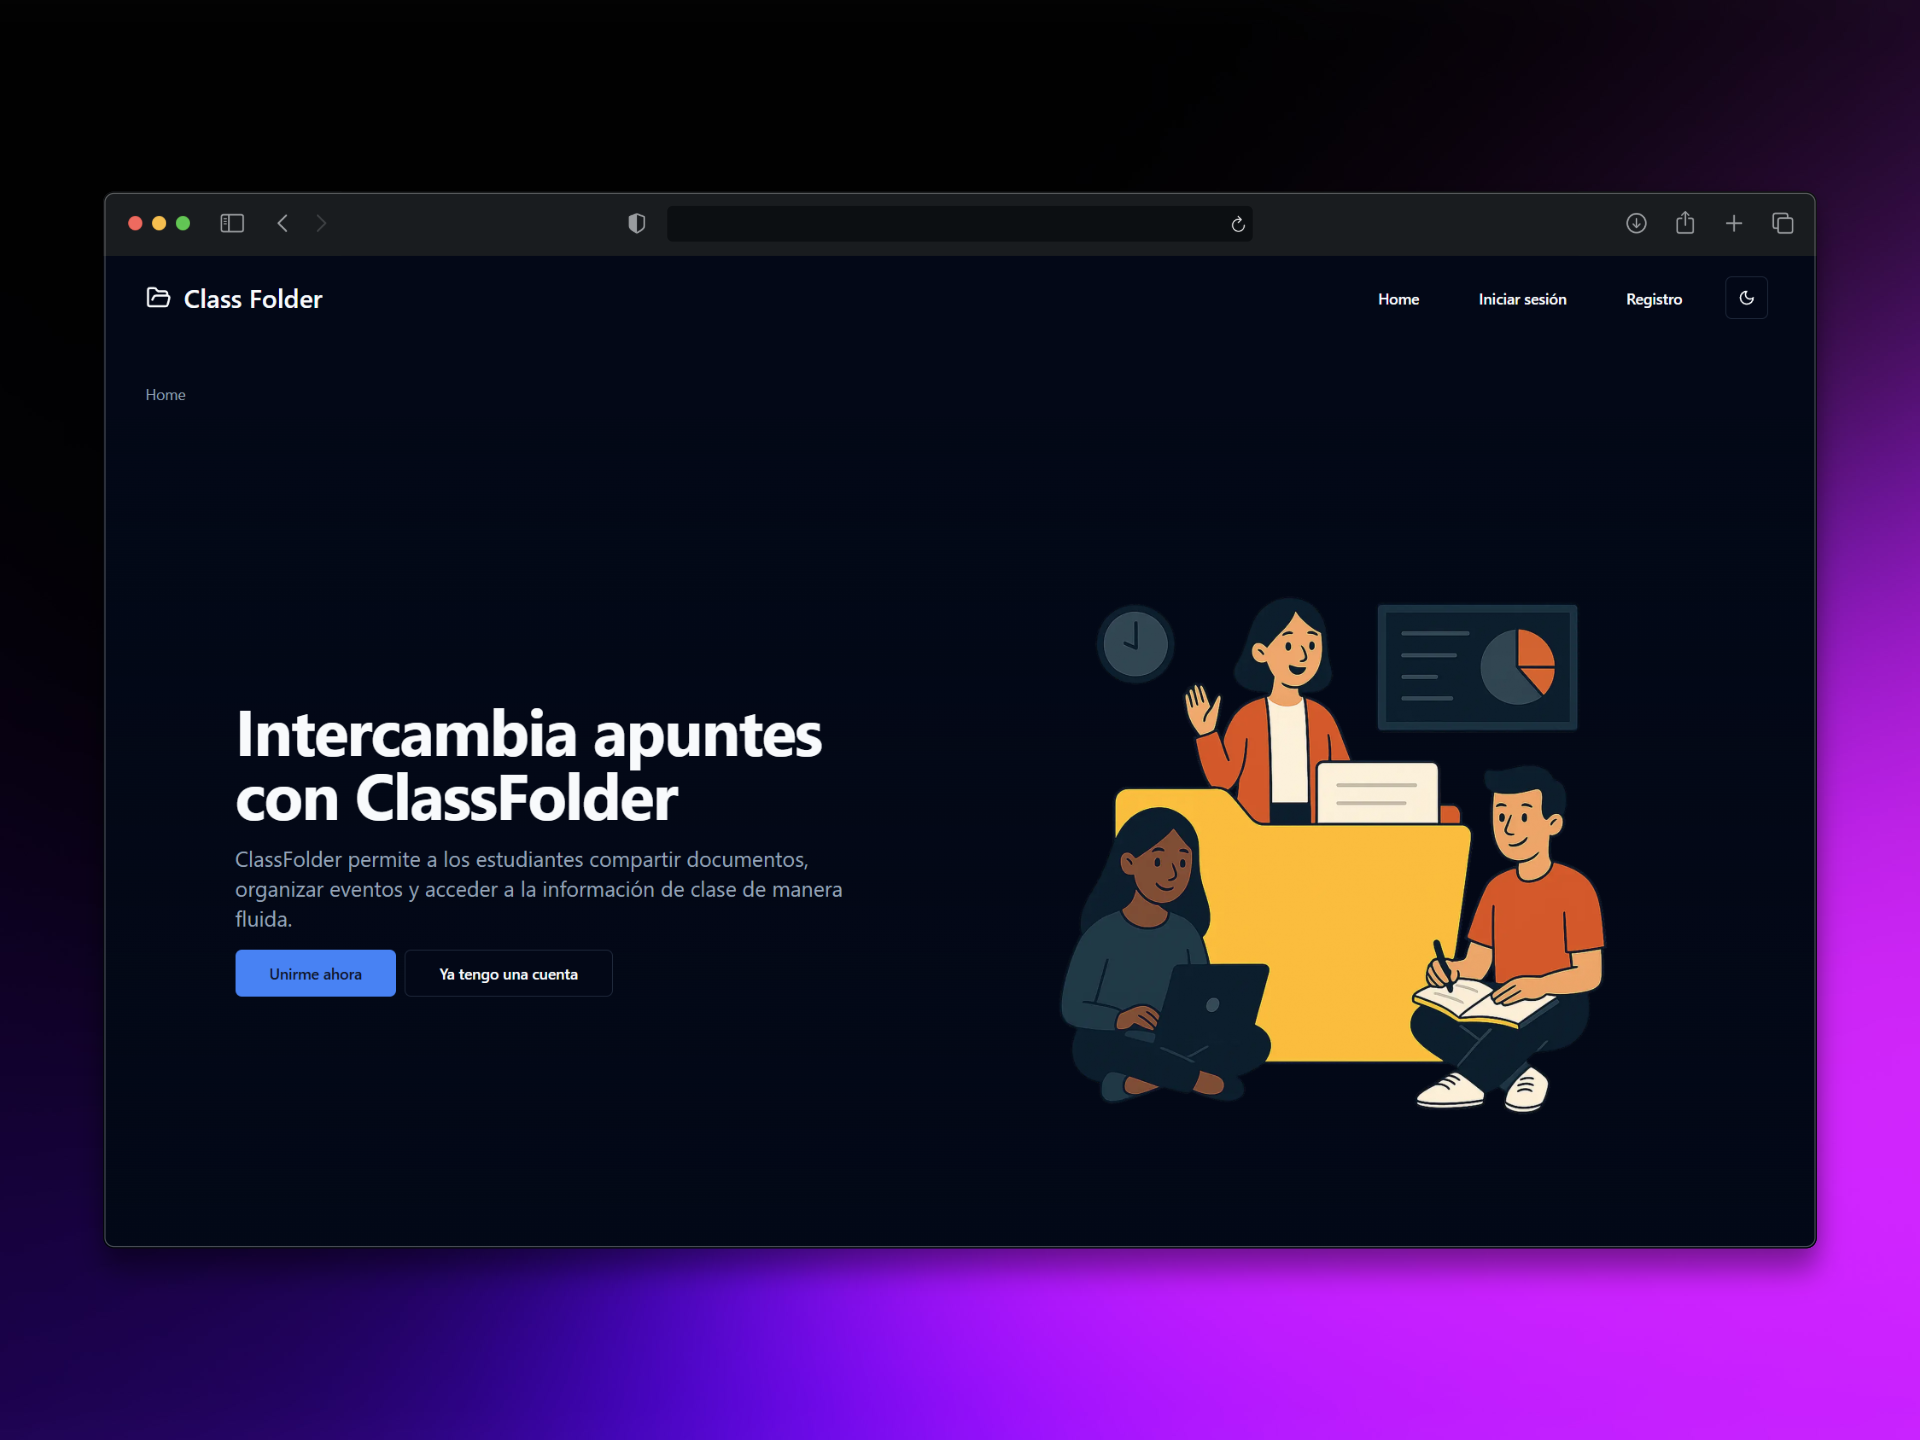 Class Folder
Home
Iniciar sesión
Registro
Home
Intercambia apuntes
con ClassFolder
ClassFolder permite a los estudiantes compartir documentos,
organizar eventos y acceder a la información de clase de manera
fluida.
Unirme ahora
Ya tengo una cuenta